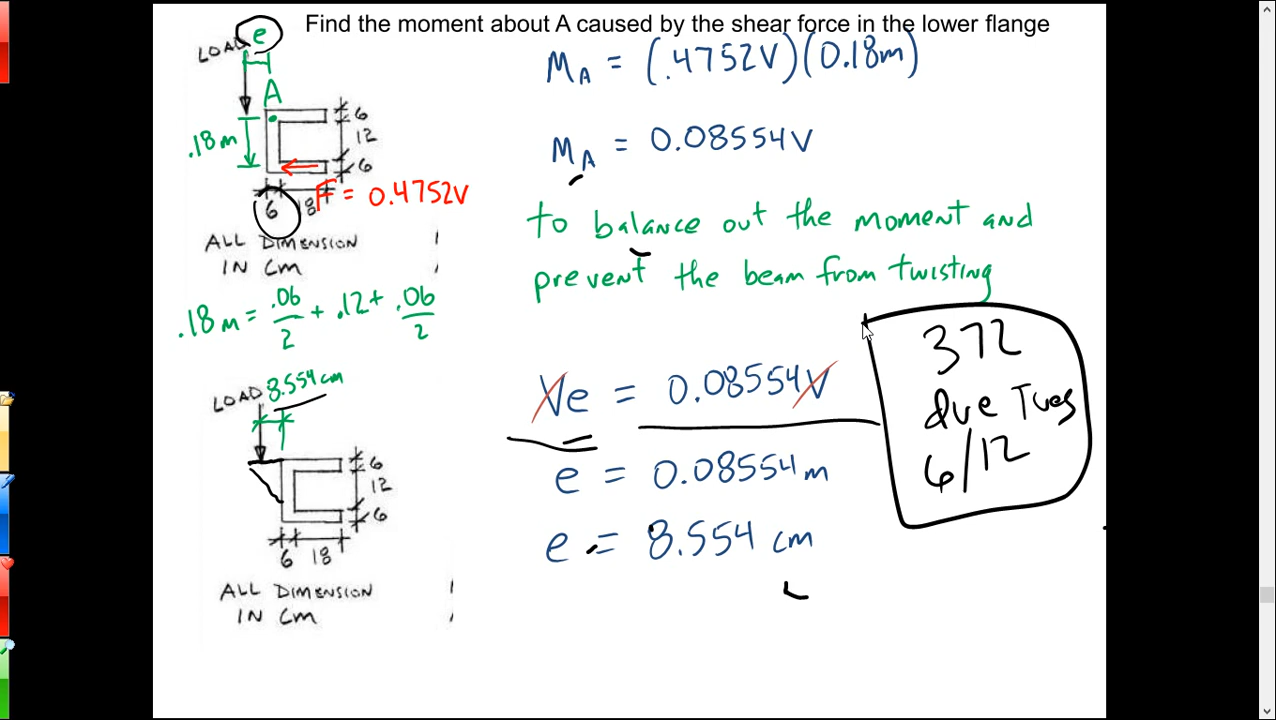 Find the moment about A caused by the shear force in the lower flange
LOAD e
A
.18m
6
12
6
6 18
F = 0.4752V
ALL DIMENSION
IN Cm
.18m = .06/2 + .12 + .06/2
8.554 cm
LOAD
6
12
6
6 18
ALL DIMENSION
IN Cm
MA = (.4752V)(0.18m)
MA = 0.08554V
to balance out the moment and
prevent the beam from twisting
Ve = 0.08554V
e = 0.08554m
e = 8.554 cm
372
due Tues
6/12